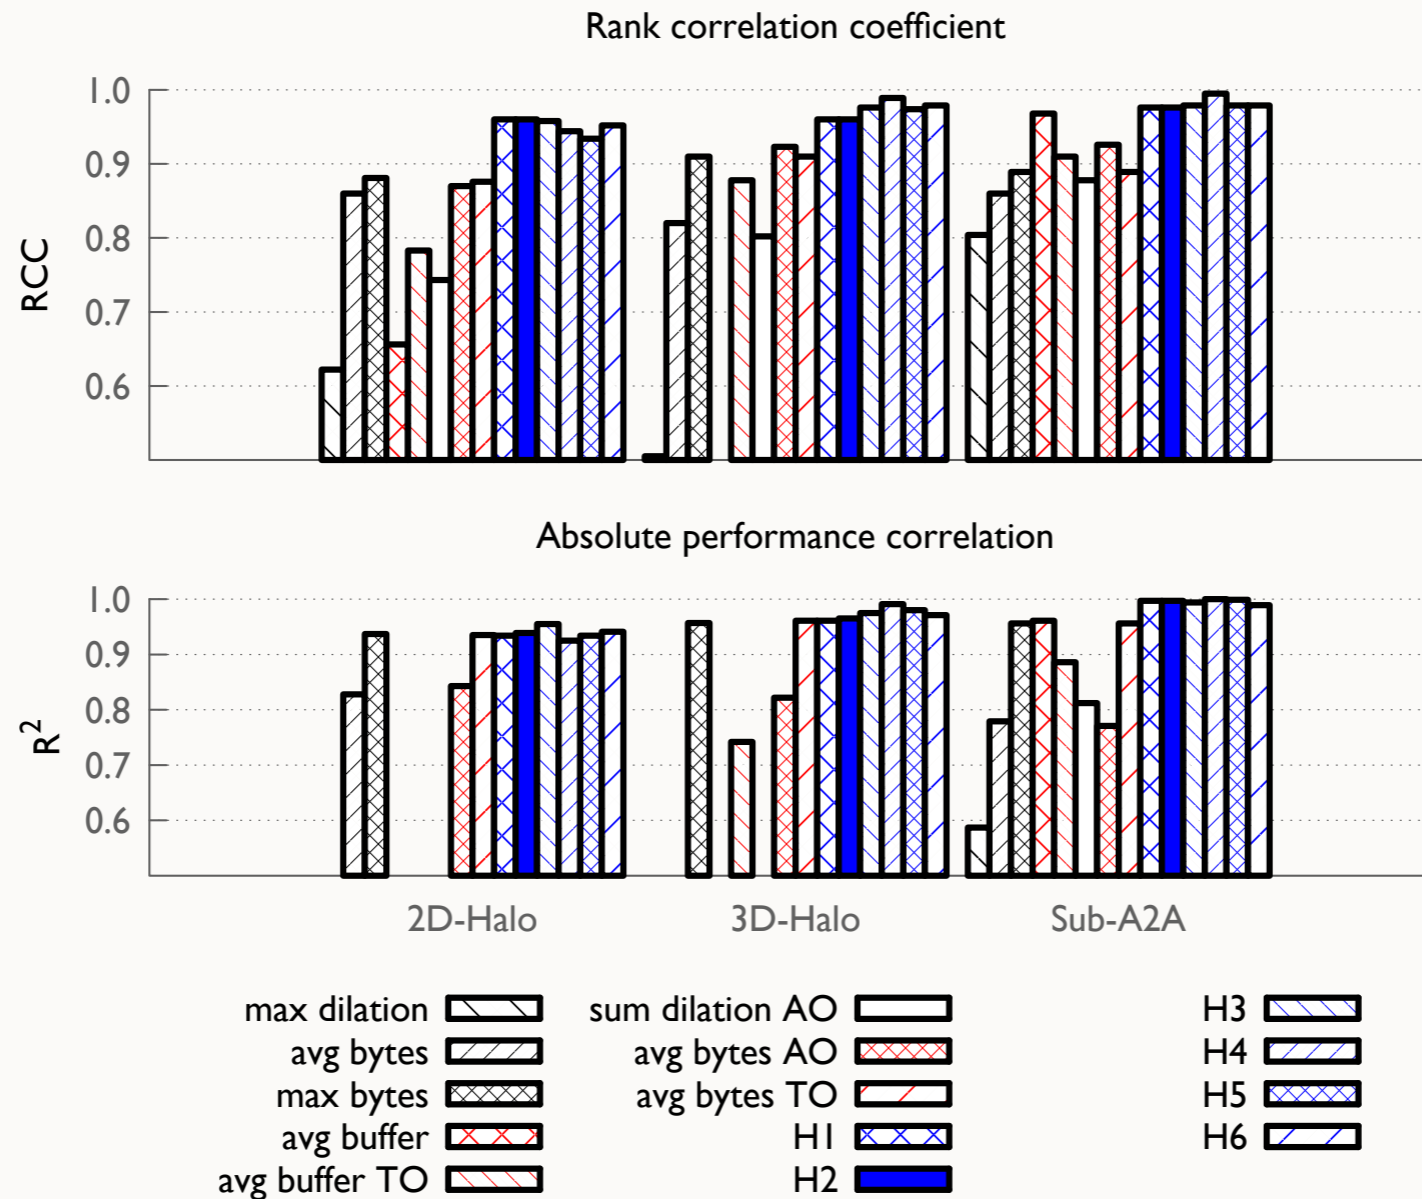 Rank correlation coefficient
1.0
0.9
0.8
0.7
0.6
RCC
Absolute performance correlation
1.0
0.9
0.8
0.7
0.6
R²
2D-Halo 3D-Halo Sub-A2A
max dilation sum dilation AO H3
avg bytes avg bytes AO H4
max bytes avg bytes TO H5
avg buffer H1 H6
avg buffer TO H2